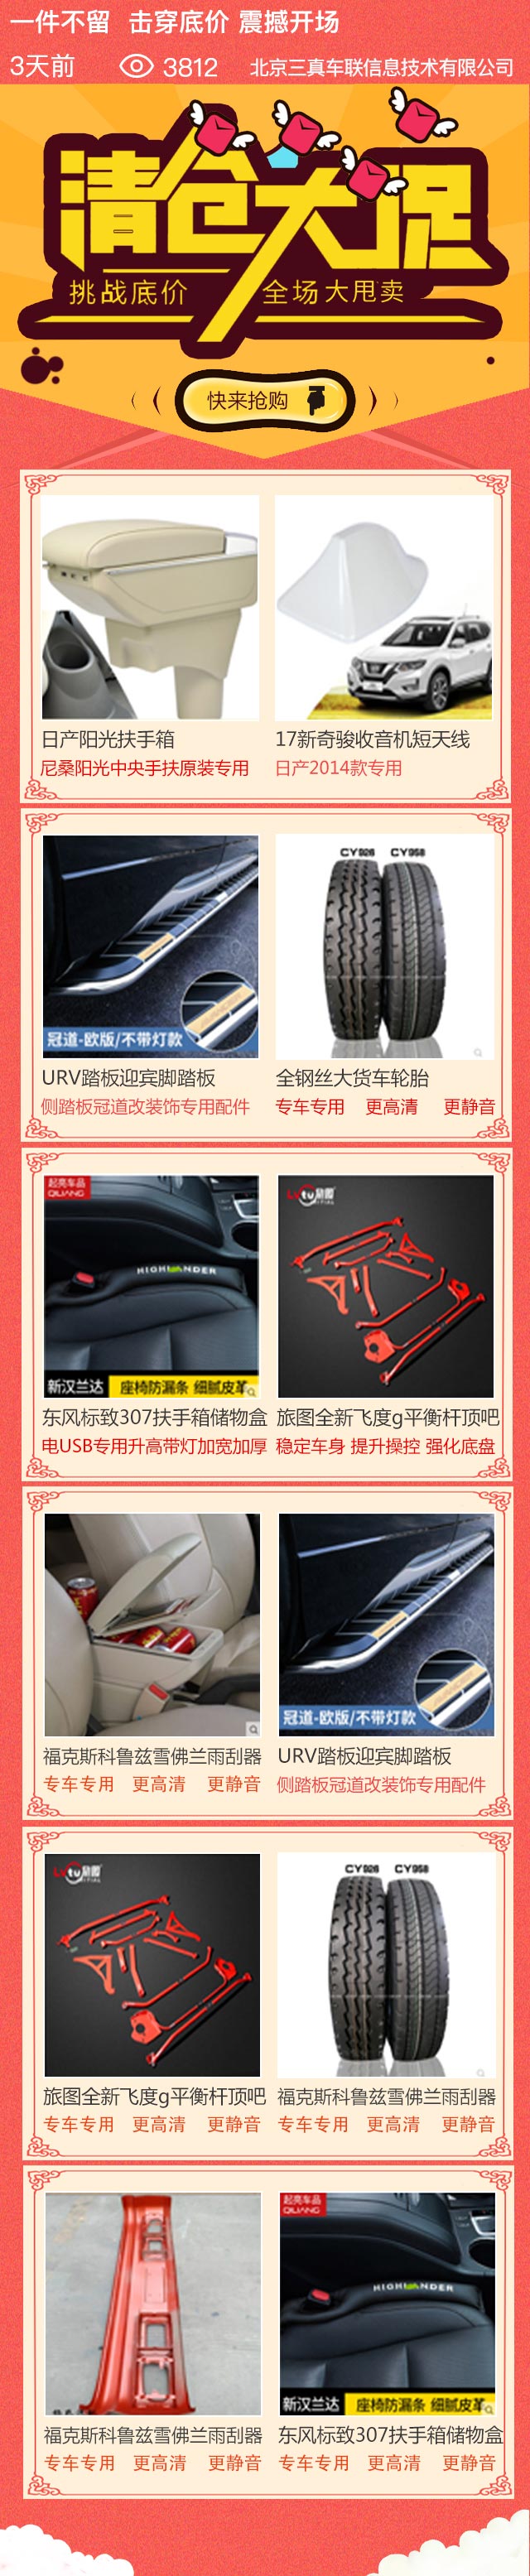 一件不留 击穿底价 震撼开场
3天前 3812 北京三真车联信息技术有限公司
清仓大促
挑战底价 全场大甩卖
快来抢购
日产阳光扶手箱 17新奇骏收音机短天线
尼桑阳光中央手扶原装专用 日产2014款专用
CY926 CY958
冠道-欧版/不带灯款
URV踏板迎宾脚踏板 全钢丝大货车轮胎
侧踏板冠道改装饰专用配件 专车专用 更高清 更静音
起亮车品
QILIANG
HIGHLANDER
新汉兰达 座椅防漏条 细腻皮革
东风标致307扶手箱储物盒 旅图全新飞度g平衡杆顶吧
电USB专用升高带灯加宽加厚 稳定车身 提升操控 强化底盘
冠道-欧版/不带灯款
福克斯科鲁兹雪佛兰雨刮器 URV踏板迎宾脚踏板
专车专用 更高清 更静音 侧踏板冠道改装饰专用配件
CY926 CY958
旅图全新飞度g平衡杆顶吧 福克斯科鲁兹雪佛兰雨刮器
专车专用 更高清 更静音 专车专用 更高清 更静音
起亮车品
QILIANG
HIGHLANDER
新汉兰达 座椅防漏条 细腻皮革
福克斯科鲁兹雪佛兰雨刮器 东风标致307扶手箱储物盒
专车专用 更高清 更静音 专车专用 更高清 更静音